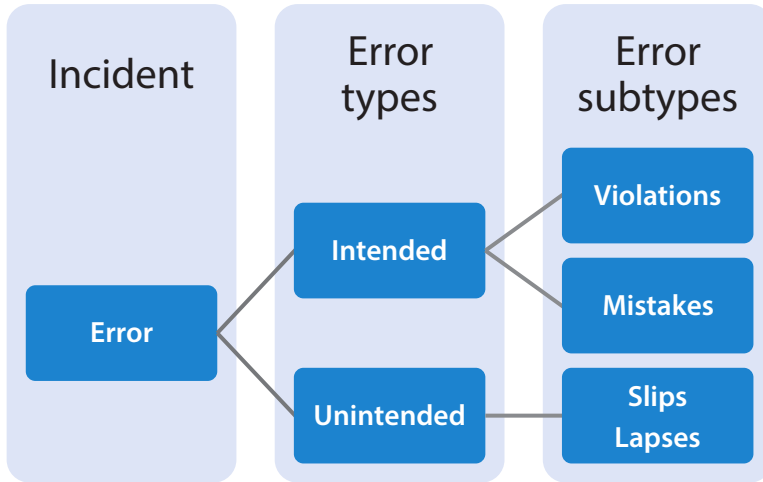 Incident
Error
types
Error
subtypes
Violations
Intended
Mistakes
Error
Unintended
Slips
Lapses